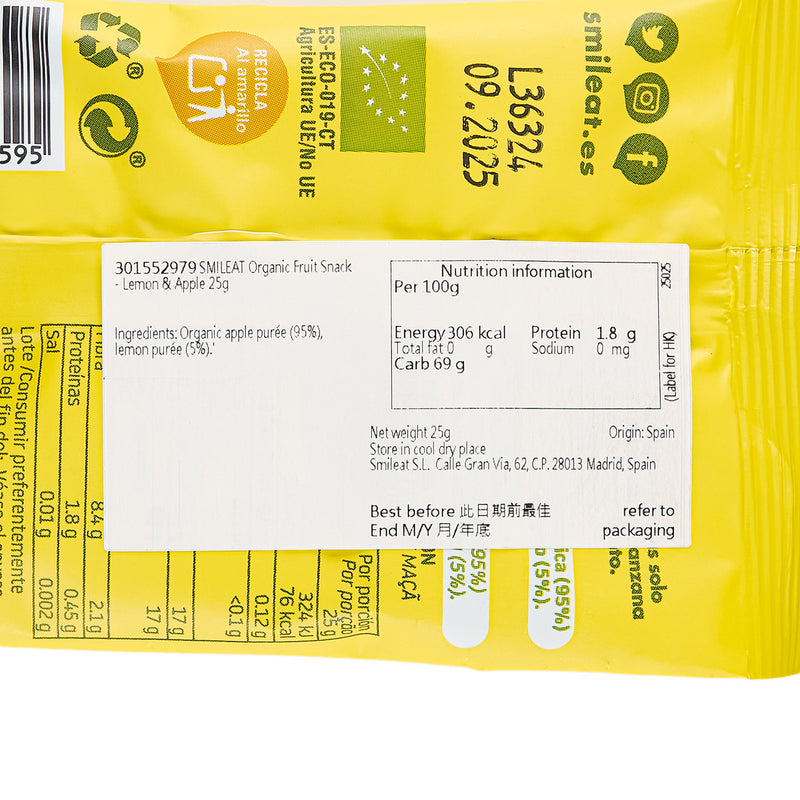 595
RECICLA
Al amarillo
ES-ECO-019-CT
Agricultura UE/No UE
L36324
09.2025
smileat.es
301552979 SMILEAT Organic Fruit Snack
- Lemon & Apple 25g
Ingredients: Organic apple purée (95%),
lemon purée (5%).
Nutrition information
Per 100g
Energy 306 kcal Protein 1.8 g
Total fat 0 g Sodium 0 mg
Carb 69 g
25025
(Label for HK)
Net weight 25g Origin: Spain
Store in cool dry place
Smileat S.L. Calle Gran Via, 62, C.P. 28013 Madrid, Spain
Best before 此日期前最佳 refer to
End M/Y 月/年底 packaging
Por porción
Por porção
25 g
324 kJ
76 kcal
0.12 g
<0.1 g
17 g
17 g
8.4 g 2.1 g
Proteínas 1.8 g 0.45 g
Sal 0.01 g 0.002 g
Lote /Consumir preferentemente
antes del fin del:
MAÇÃ
95%)
(5%).
ica (95%)
(5%).
s solo
anzana